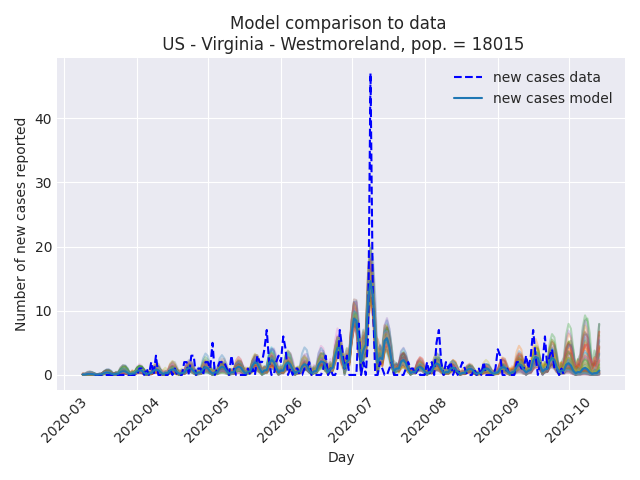 Model comparison to data
US - Virginia - Westmoreland, pop. = 18015
new cases data
new cases model
Number of new cases reported
40
30
20
10
0
2020-03
2020-04
2020-05
2020-06
2020-07
2020-08
2020-09
2020-10
Day